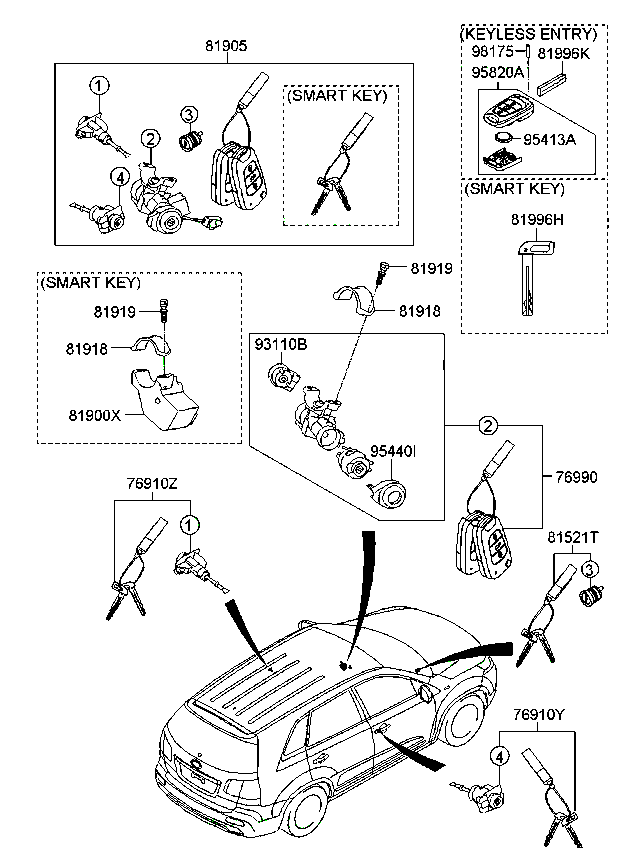 (KEYLESS ENTRY)
81905
98175
81996K
95820A
1
3
(SMART KEY)
2
95413A
4
(SMART KEY)
81996H
81919
(SMART KEY)
81919
81918
81918
93110B
81900X
2
95440I
76990
76910Z
1
81521T
3
76910Y
4